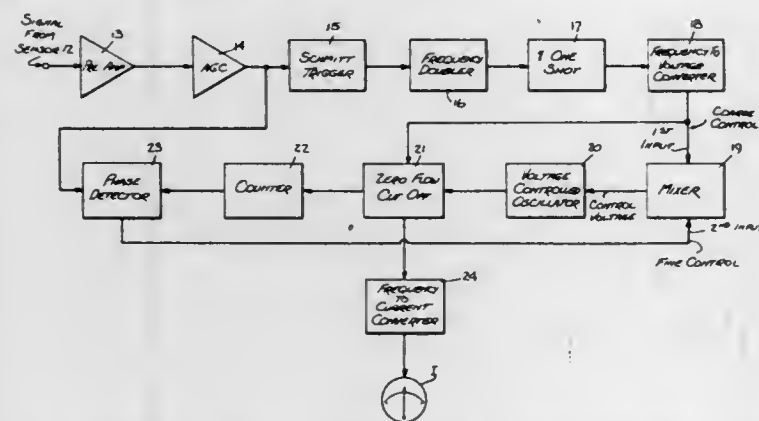 SIGNAL
FROM
SENSOR 12
13
PRE AMP
14
AGC
15
SCHMITT
TRIGGER
FREQUENCY
DOUBLER
16
17
1 ONE
SHOT
18
FREQUENCY TO
VOLTAGE
CONVERTER
COARSE
CONTROL
1ST
INPUT
23
PHASE
DETECTOR
22
COUNTER
21
ZERO FLOW
CUT OFF
20
VOLTAGE
CONTROLLED
OSCILLATOR
CONTROL
VOLTAGE
19
MIXER
2ND INPUT
FINE CONTROL
24
FREQUENCY
TO
CURRENT
CONVERTER
I